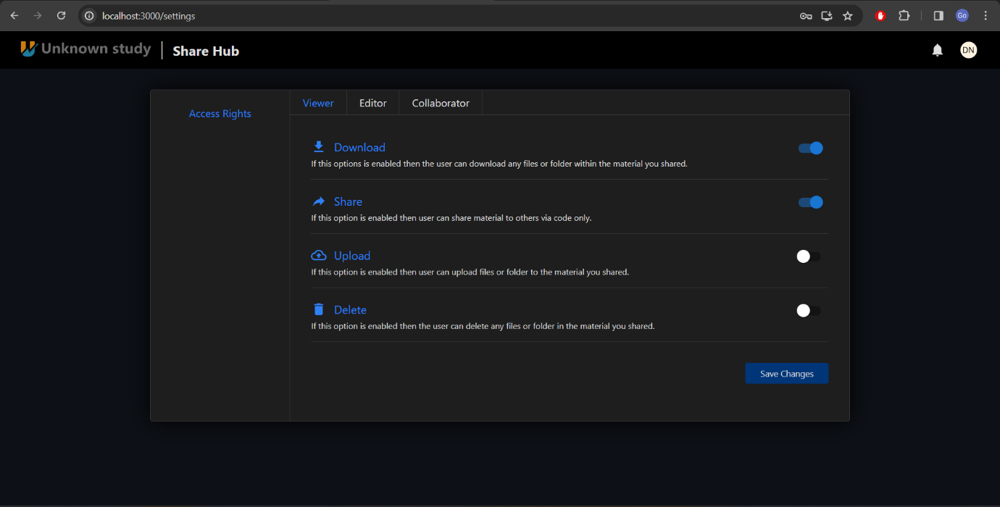 localhost:3000/settings
Go
Unknown study
Share Hub
DN
Access Rights
Viewer
Editor
Collaborator
Download
If this options is enabled then the user can download any files or folder within the material you shared.
Share
If this option is enabled then user can share material to others via code only.
Upload
If this option is enabled then user can upload files or folder to the material you shared.
Delete
If this option is enabled then the user can delete any files or folder in the material you shared.
Save Changes